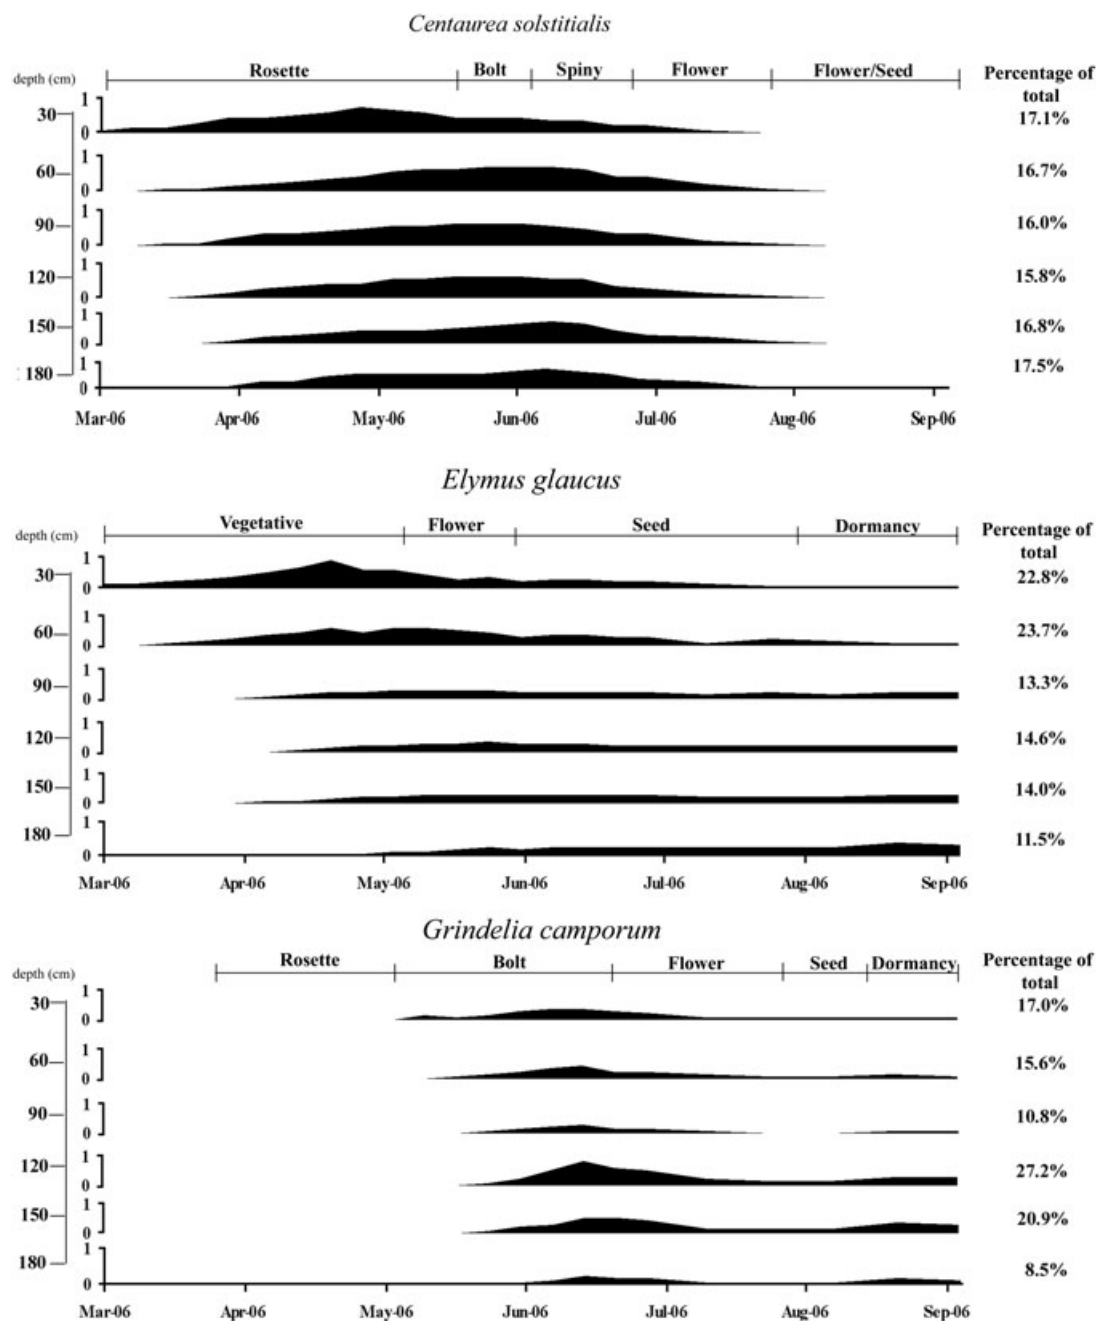 Centaurea solstitialis
depth (cm) Rosette Bolt Spiny Flower Flower/Seed Percentage of
total
30 1 0 17.1%
60 1 0 16.7%
90 1 0 16.0%
120 1 0 15.8%
150 1 0 16.8%
180 1 0 17.5%
Mar-06 Apr-06 May-06 Jun-06 Jul-06 Aug-06 Sep-06
Elymus glaucus
depth (cm) Vegetative Flower Seed Dormancy Percentage of
total
30 1 0 22.8%
60 1 0 23.7%
90 1 0 13.3%
120 1 0 14.6%
150 1 0 14.0%
180 1 0 11.5%
Mar-06 Apr-06 May-06 Jun-06 Jul-06 Aug-06 Sep-06
Grindelia camporum
depth (cm) Rosette Bolt Flower Seed Dormancy Percentage of
total
30 1 0 17.0%
60 1 0 15.6%
90 1 0 10.8%
120 1 0 27.2%
150 1 0 20.9%
180 1 0 8.5%
Mar-06 Apr-06 May-06 Jun-06 Jul-06 Aug-06 Sep-06